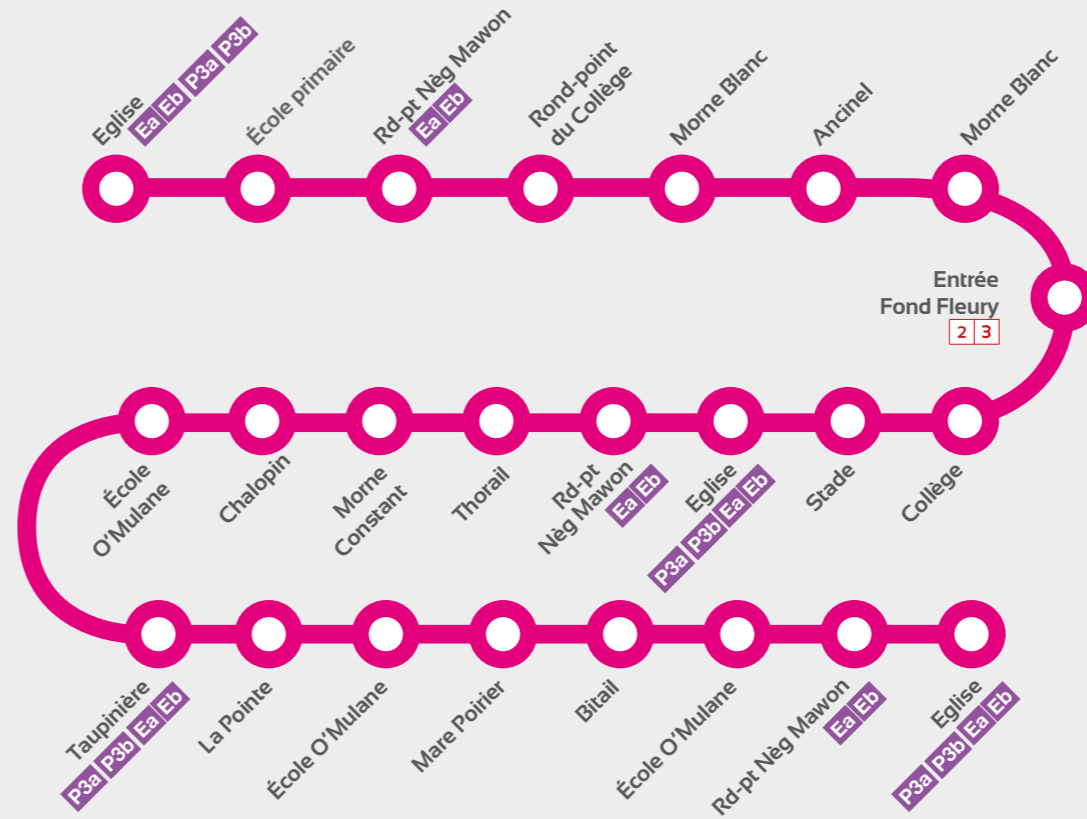 Eglise
Ea Eb P3a P3b
École primaire
Rd-pt Nèg Mawon
Ea Eb
Rond-point
du Collège
Morne Blanc
Ancinel
Morne Blanc
Entrée
Fond Fleury
2 3
École
O'Mulane
Chalopin
Morne
Constant
Thorail
Rd-pt
Nèg Mawon
Ea Eb
Eglise
P3a P3b Ea Eb
Stade
Collège
Taupinière
P3a P3b Ea Eb
La Pointe
École O'Mulane
Mare Poirier
Bitail
École O'Mulane
Rd-pt Nèg Mawon
Ea Eb
Eglise
P3a P3b Ea Eb